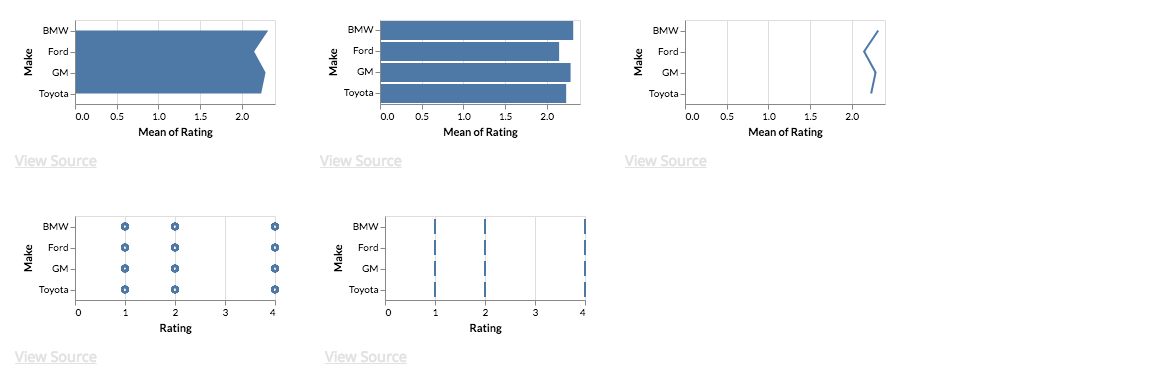 BMW
Ford
GM
Toyota
Make
0.0 0.5 1.0 1.5 2.0
Mean of Rating
View Source
BMW
Ford
GM
Toyota
Make
0.0 0.5 1.0 1.5 2.0
Mean of Rating
View Source
BMW
Ford
GM
Toyota
Make
0.0 0.5 1.0 1.5 2.0
Mean of Rating
View Source
BMW
Ford
GM
Toyota
Make
0 1 2 3 4
Rating
View Source
BMW
Ford
GM
Toyota
Make
0 1 2 3 4
Rating
View Source